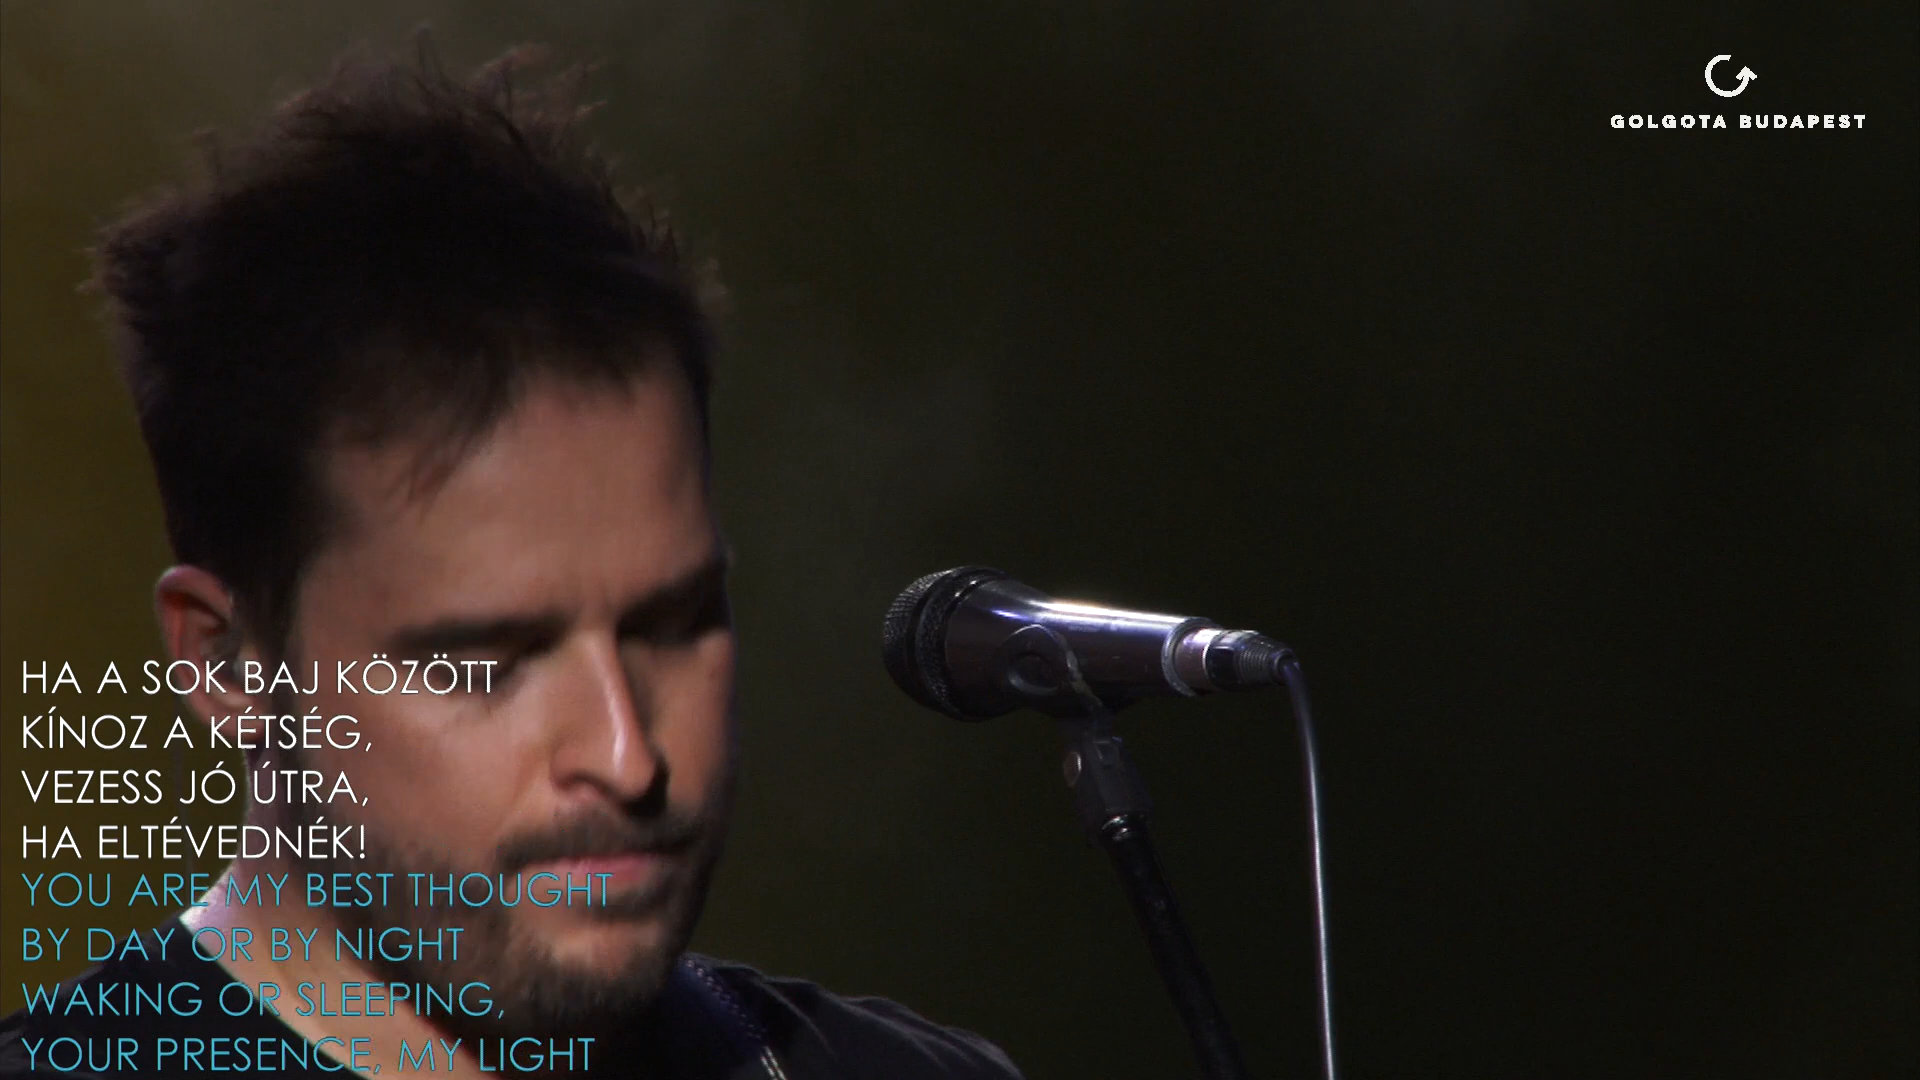 GOLGOTA BUDAPEST
HA A SOK BAJ KÖZÖTT
KÍNOZ A KÉTSÉG,
VEZESS JÓ ÚTRA,
HA ELTÉVEDNÉK!
YOU ARE MY BEST THOUGHT
BY DAY OR BY NIGHT
WAKING OR SLEEPING,
YOUR PRESENCE, MY LIGHT